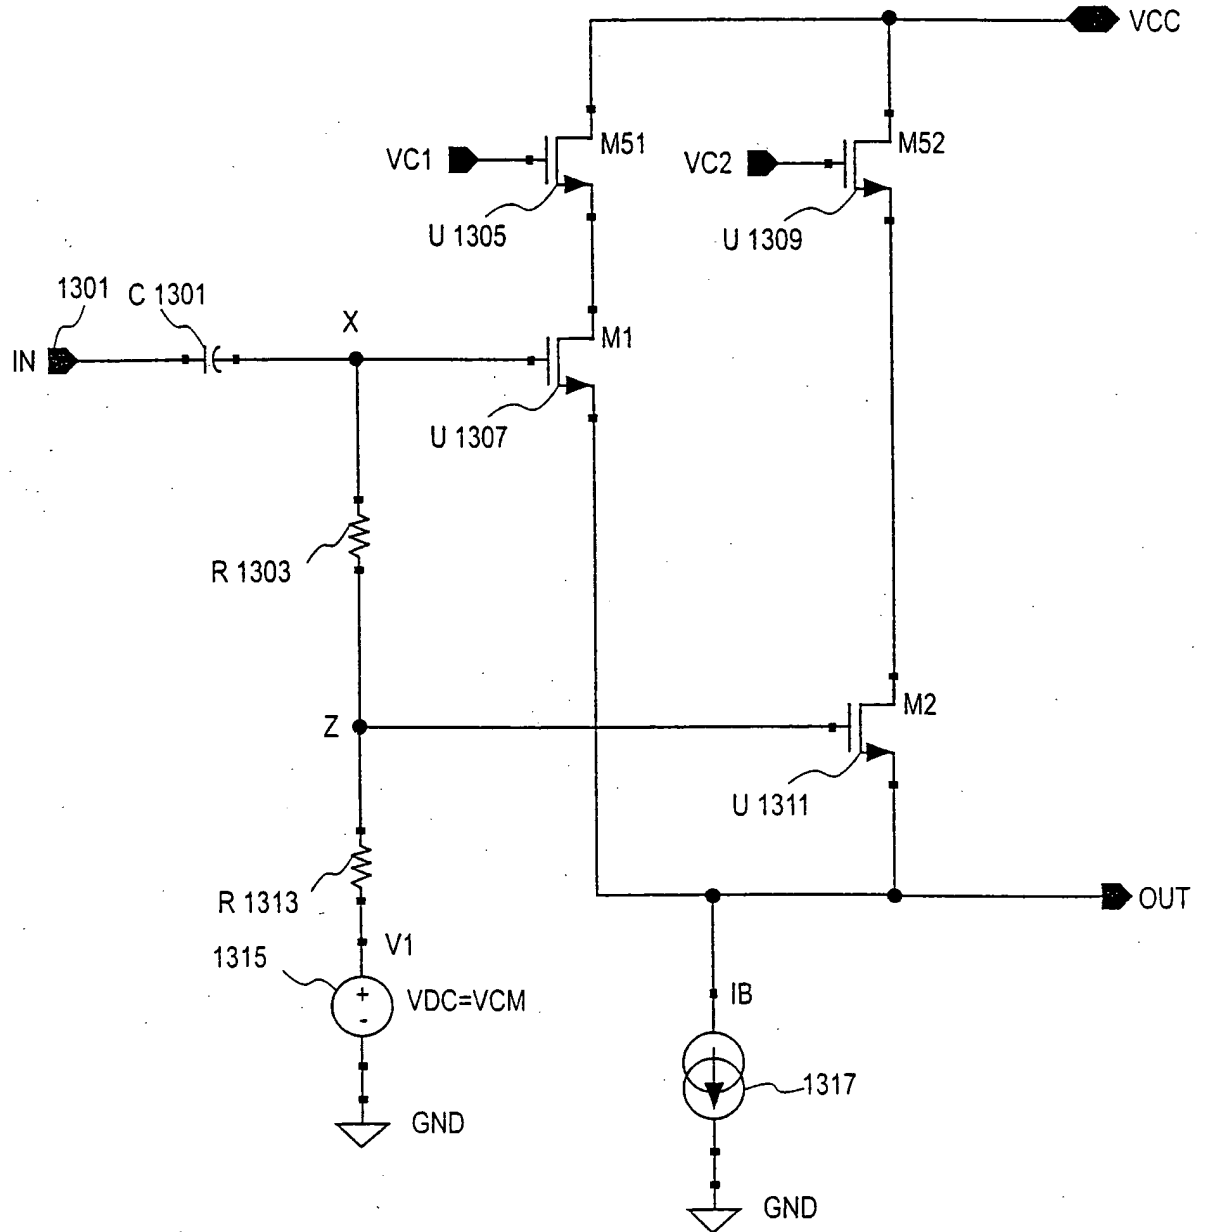 VCC
M51
M52
VC1
VC2
U 1305
U 1309
1301
C 1301
X
M1
IN
U 1307
R 1303
Z
M2
U 1311
R 1313
OUT
V1
1315
VDC=VCM
+
-
IB
1317
GND
GND